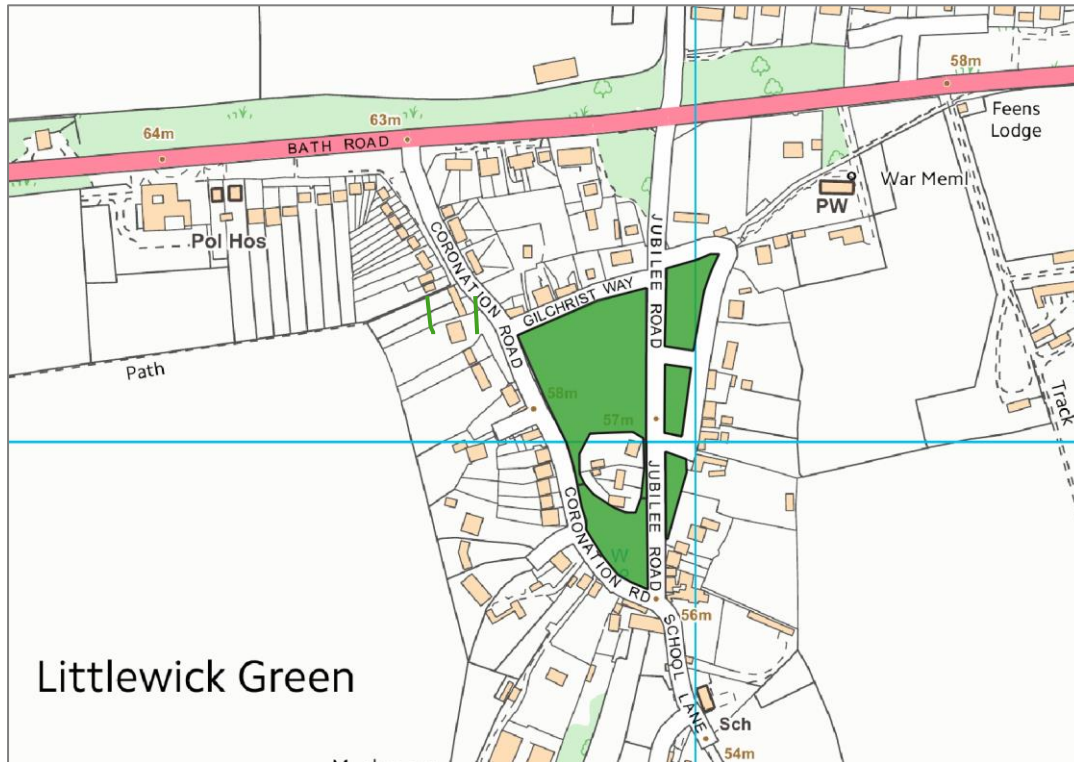 58m
63m
64m
BATH ROAD
Feens
Lodge
War Meml
PW
Pol Hos
CORONATION ROAD
JUBILEE ROAD
GILCHRIST WAY
Path
Track
58m
57m
JUBILEE ROAD
CORONATION RD
W
56m
SCHOOL LANE
Littlewick Green
Sch
54m